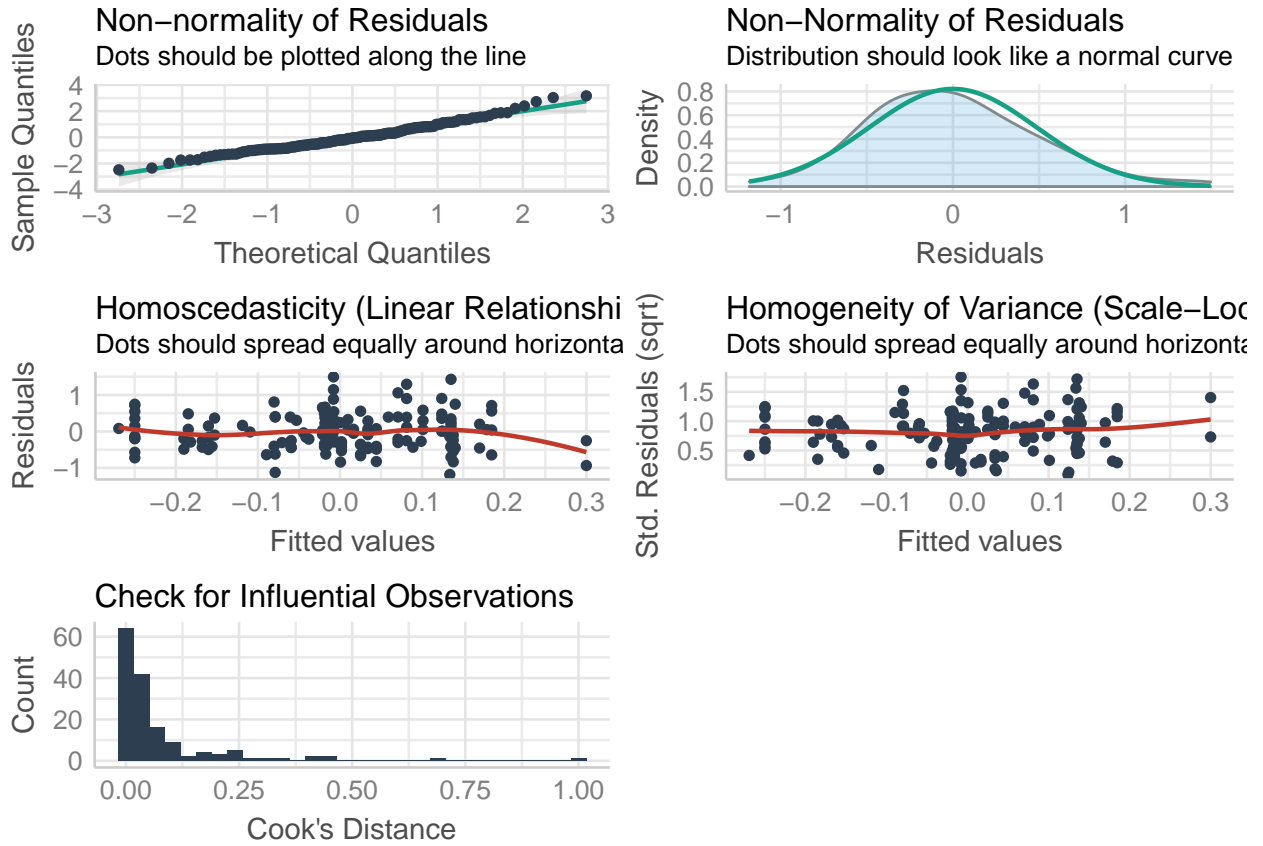 Non−normality of Residuals
Dots should be plotted along the line
Sample Quantiles
4
2
0
−2
−4
−3
−2
−1
0
1
2
3
Theoretical Quantiles
Non−Normality of Residuals
Distribution should look like a normal curve
Density
0.8
0.6
0.4
0.2
0.0
−1
0
1
Residuals
Homoscedasticity (Linear Relationshi
Dots should spread equally around horizonta
Residuals
1
0
−1
−0.2
−0.1
0.0
0.1
0.2
0.3
Fitted values
Homogeneity of Variance (Scale−Loc
Dots should spread equally around horizonta
Std. Residuals (sqrt)
1.5
1.0
0.5
−0.2
−0.1
0.0
0.1
0.2
0.3
Fitted values
Check for Influential Observations
Count
60
40
20
0
0.00
0.25
0.50
0.75
1.00
Cook's Distance